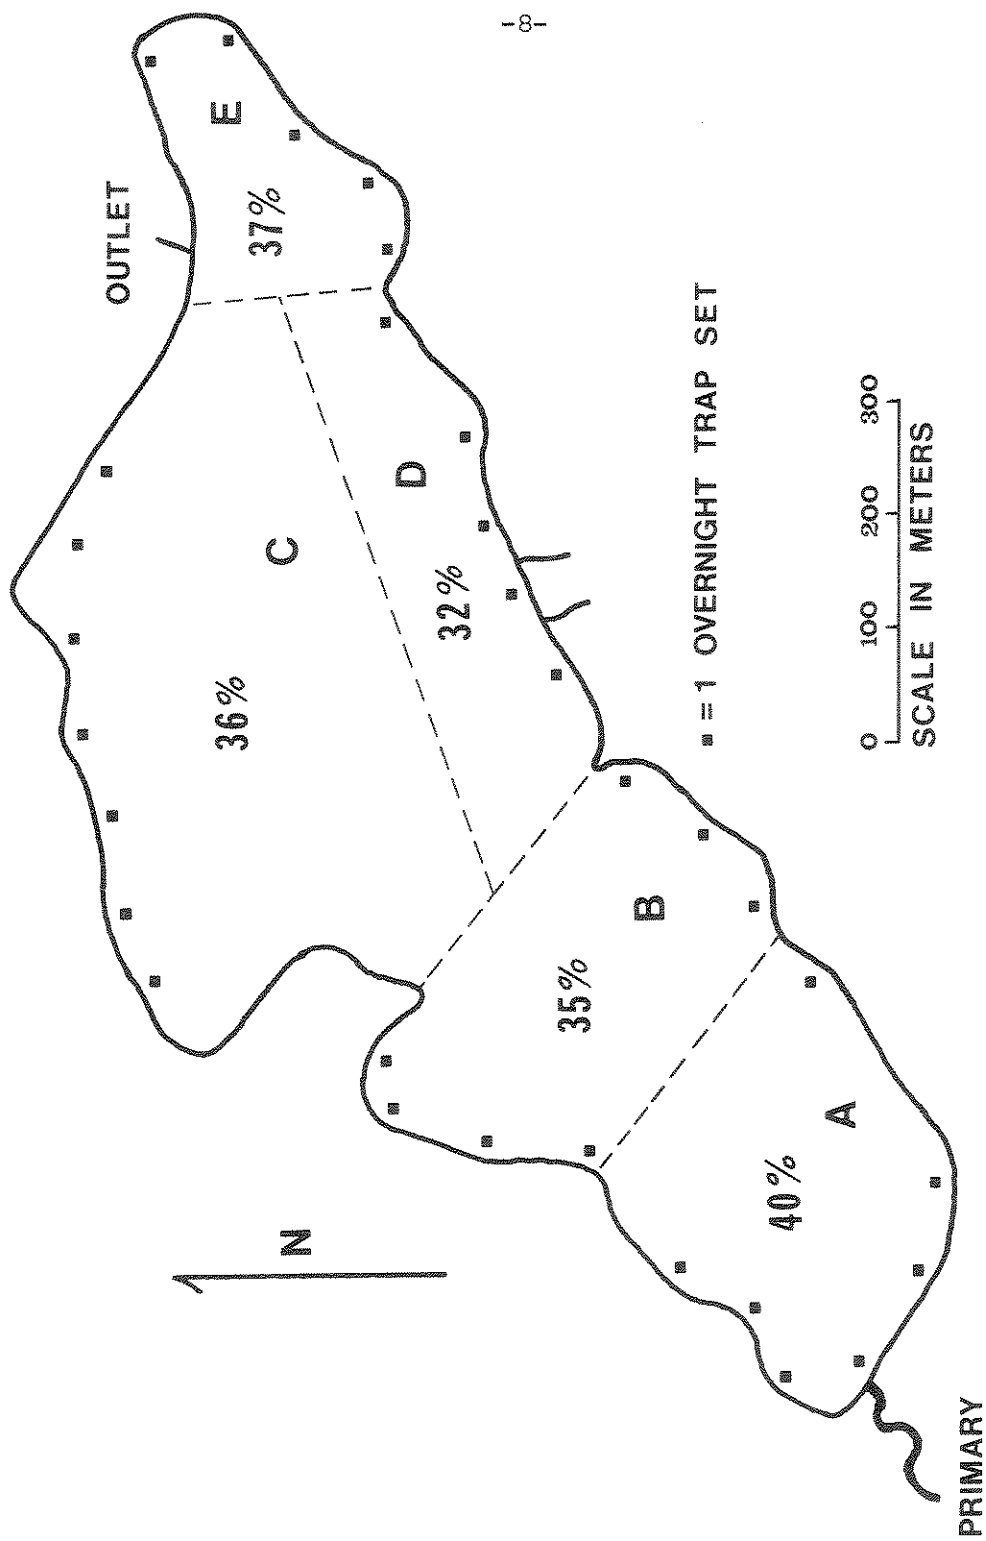 -8-
OUTLET
E
37%
C
36%
D
32%
B
35%
A
40%
N
PRIMARY
■ = 1 OVERNIGHT TRAP SET
0 100 200 300
SCALE IN METERS